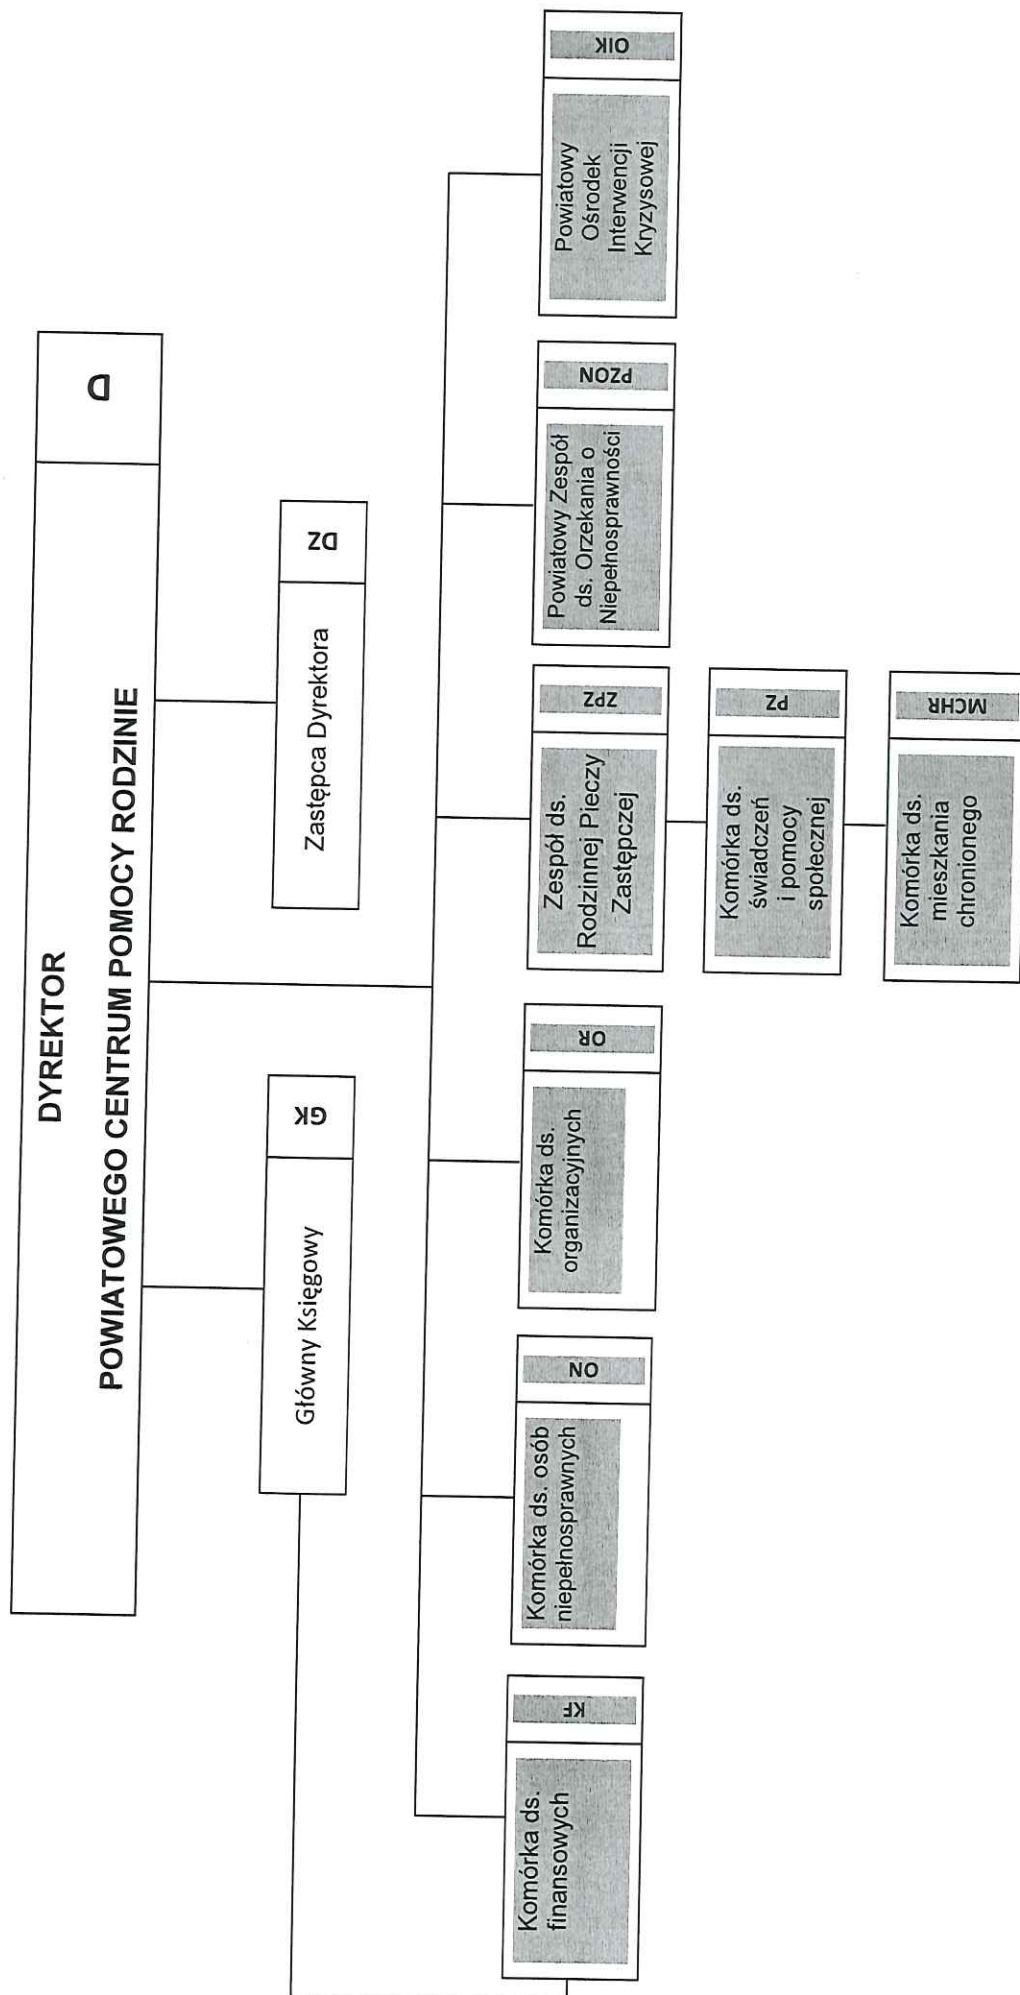 DYREKTOR
POWIATOWEGO CENTRUM POMOCY RODZINIE
D
Główny Księgowy
GK
Zastępca Dyrektora
DZ
Komórka ds.
finansowych
KF
Komórka ds. osób
niepełnosprawnych
ON
Komórka ds.
organizacyjnych
OR
Zespół ds.
Rodzinnej Pieczy
Zastępczej
ZPZ
Powiatowy Zespół
ds. Orzekania o
Niepełnosprawności
PZON
Powiatowy
Ośrodek
Interwencji
Kryzysowej
OIK
Komórka ds.
świadczeń
i pomocy
społecznej
PZ
Komórka ds.
mieszkania
chronionego
MCHR